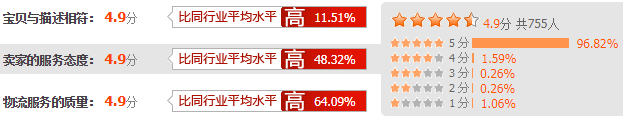 宝贝与描述相符： 4.9分 比同行业平均水平 高 11.51%
卖家的服务态度： 4.9分 比同行业平均水平 高 48.32%
物流服务的质量： 4.9分 比同行业平均水平 高 64.09%
4.9分 共755人
5分 96.82%
4分 1.59%
3分 0.26%
2分 0.26%
1分 1.06%